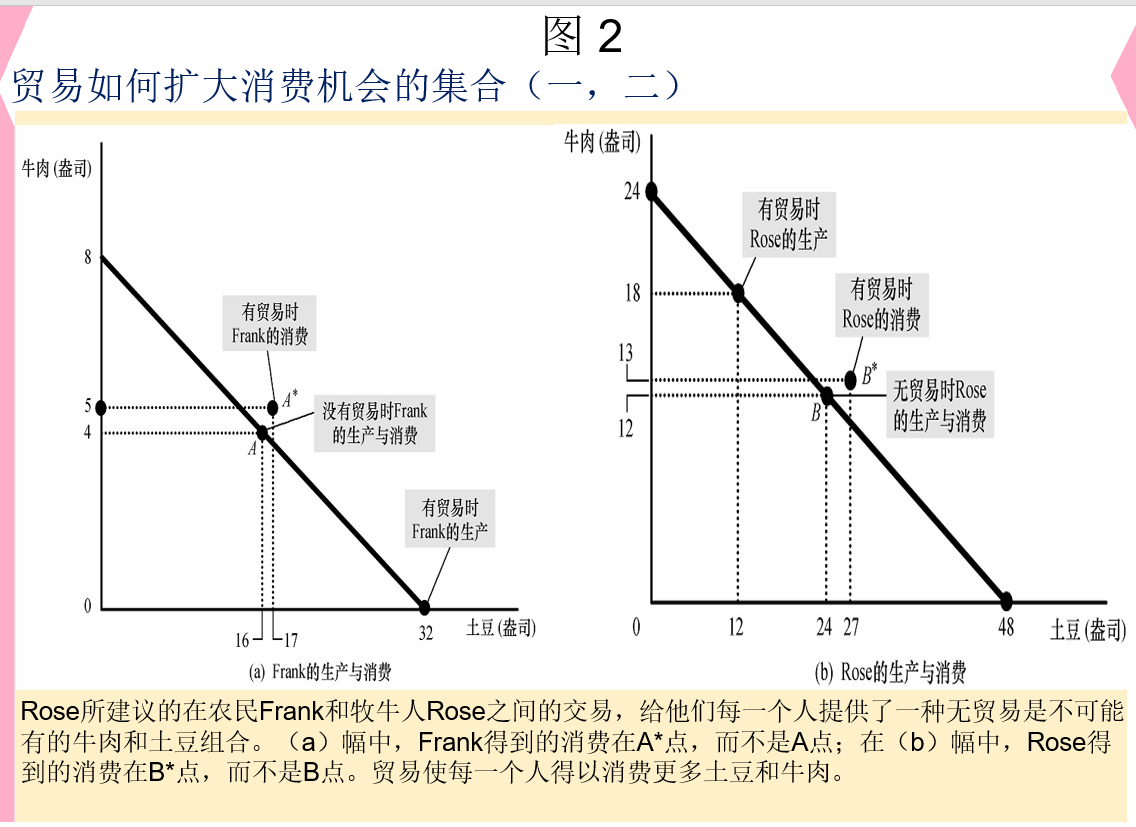 图 2
贸易如何扩大消费机会的集合（一，二）
牛肉 (盎司)
8
有贸易时
Frank的消费
5
A*
没有贸易时Frank
的生产与消费
4
A
有贸易时
Frank的生产
0
16
17
32
土豆 (盎司)
(a) Frank的生产与消费
牛肉 (盎司)
24
有贸易时
Rose的生产
18
有贸易时
Rose的消费
13
B*
无贸易时Rose
的生产与消费
B
12
0
12
24
27
48
土豆 (盎司)
(b) Rose的生产与消费
Rose所建议的在农民Frank和牧牛人Rose之间的交易，给他们每一个人提供了一种无贸易是不可能
有的牛肉和土豆组合。（a）幅中，Frank得到的消费在A*点，而不是A点；在（b）幅中，Rose得
到的消费在B*点，而不是B点。贸易使每一个人得以消费更多土豆和牛肉。